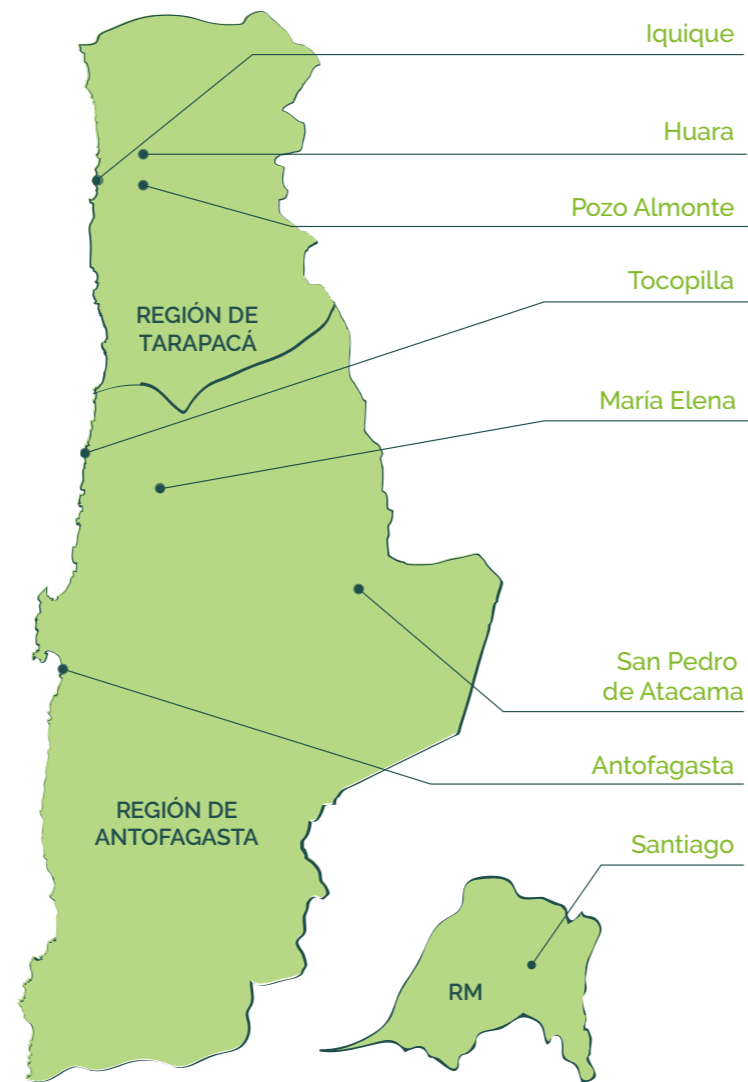 Iquique
Huara
Pozo Almonte
Tocopilla
REGIÓN DE
TARAPACÁ
María Elena
San Pedro
de Atacama
Antofagasta
REGIÓN DE
ANTOFAGASTA
Santiago
RM